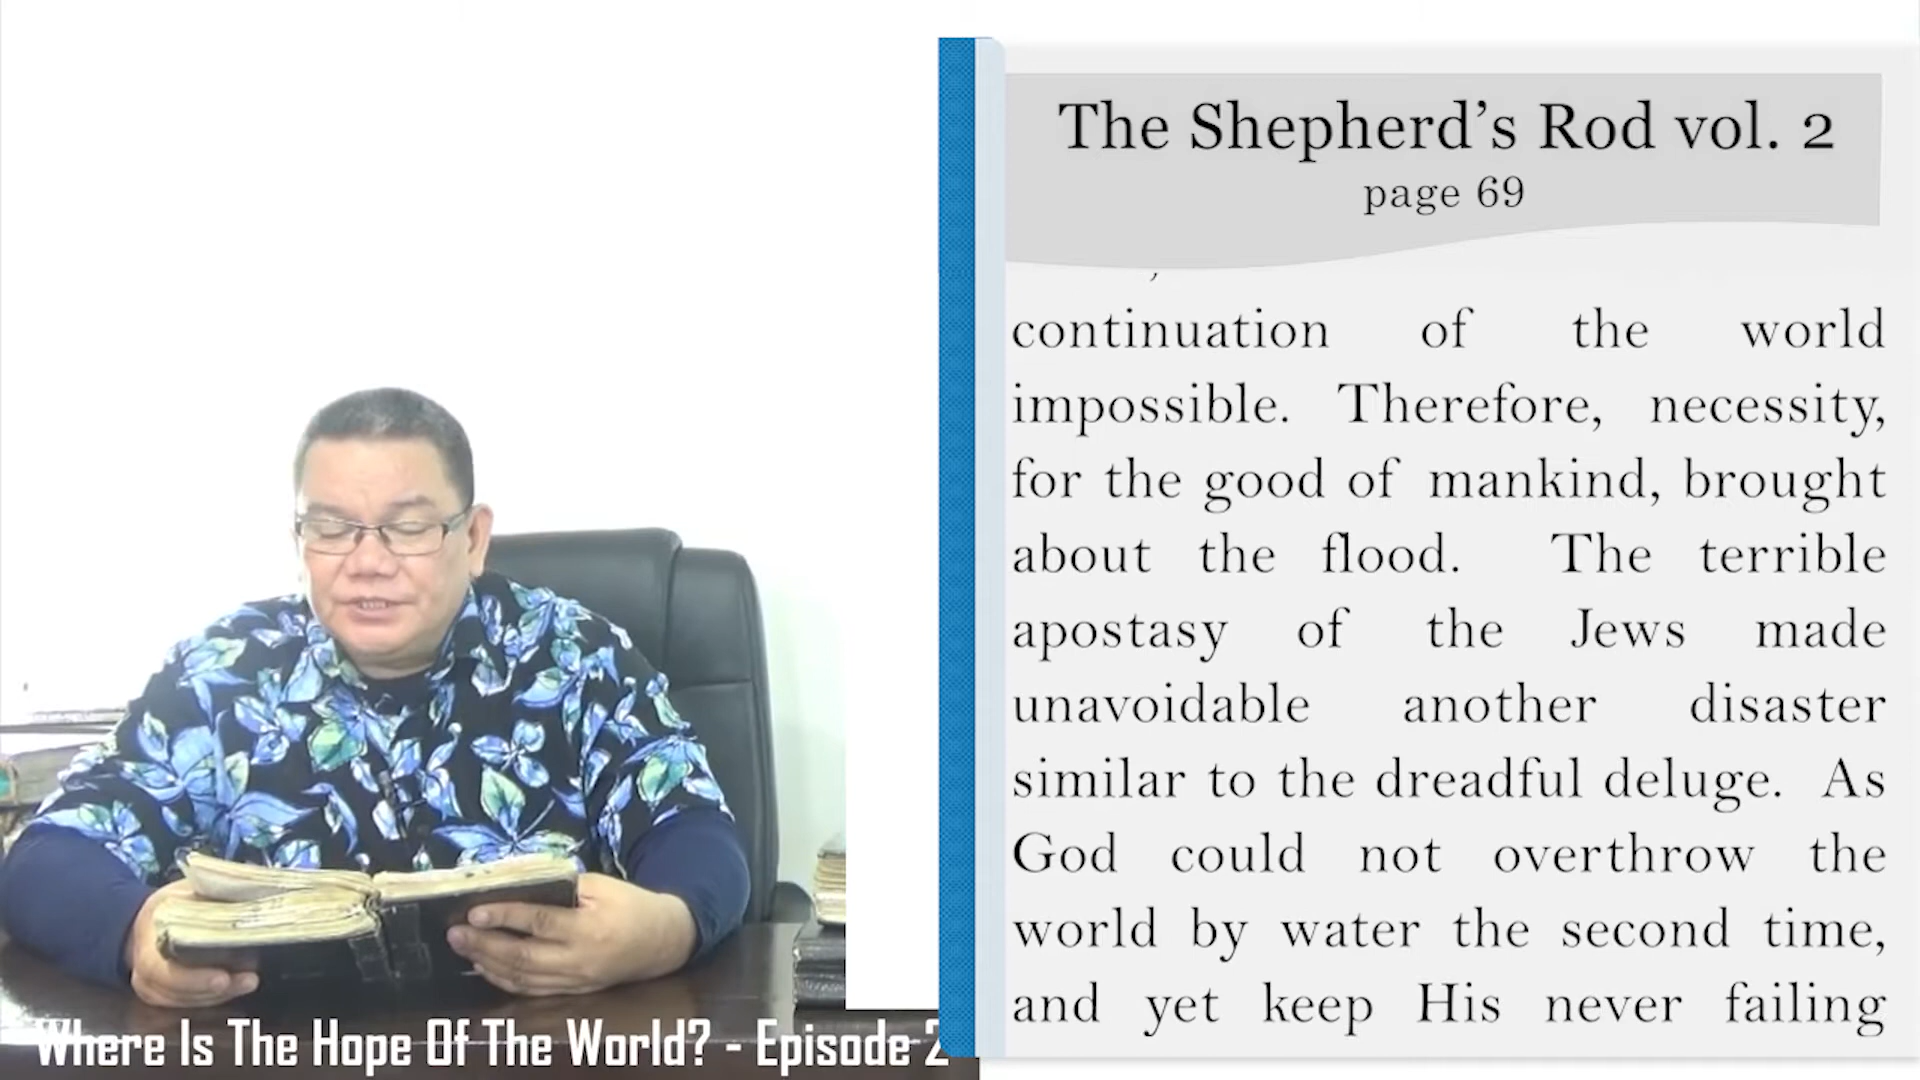 The Shepherd's Rod vol. 2
page 69
continuation of the world
impossible. Therefore, necessity,
for the good of mankind, brought
about the flood. The terrible
apostasy of the Jews made
unavoidable another disaster
similar to the dreadful deluge. As
God could not overthrow the
world by water the second time,
and yet keep His never failing
Where Is The Hope Of The World? - Episode 2